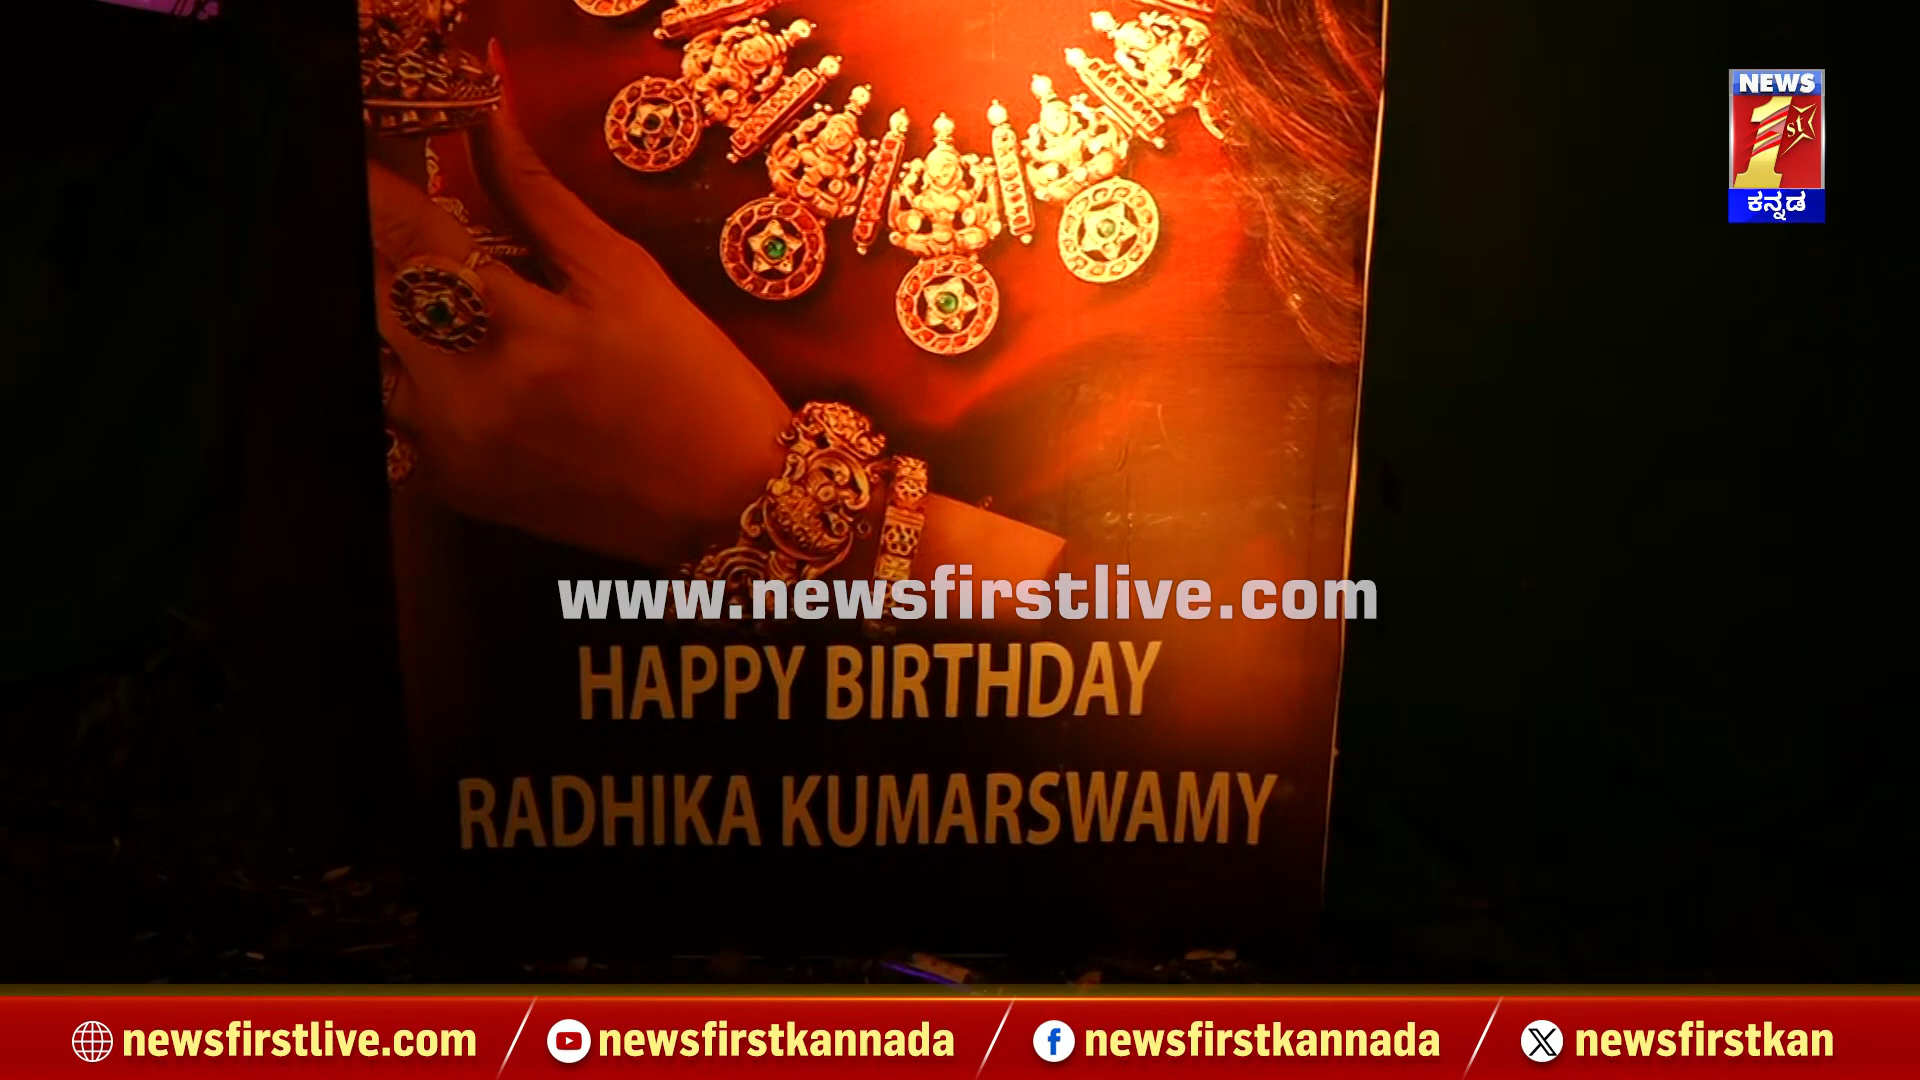 NEWS
1st
ಕನ್ನಡ
www.newsfirstlive.com
HAPPY BIRTHDAY
RADHIKA KUMARSWAMY
newsfirstlive.com newsfirstkannada newsfirstkannada newsfirstkan